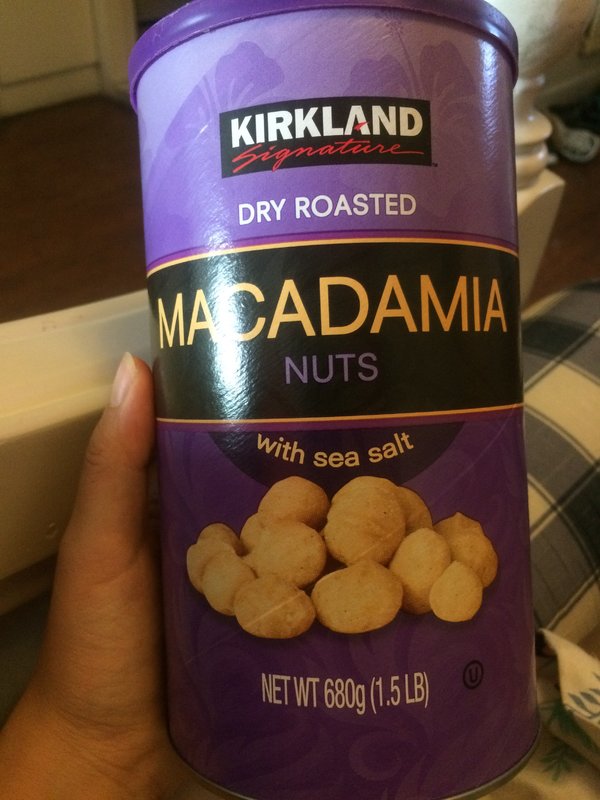 KIRKLAND
Signature
DRY ROASTED
MACADAMIA
NUTS
with sea salt
NET WT 680g (1.5 LB)
U